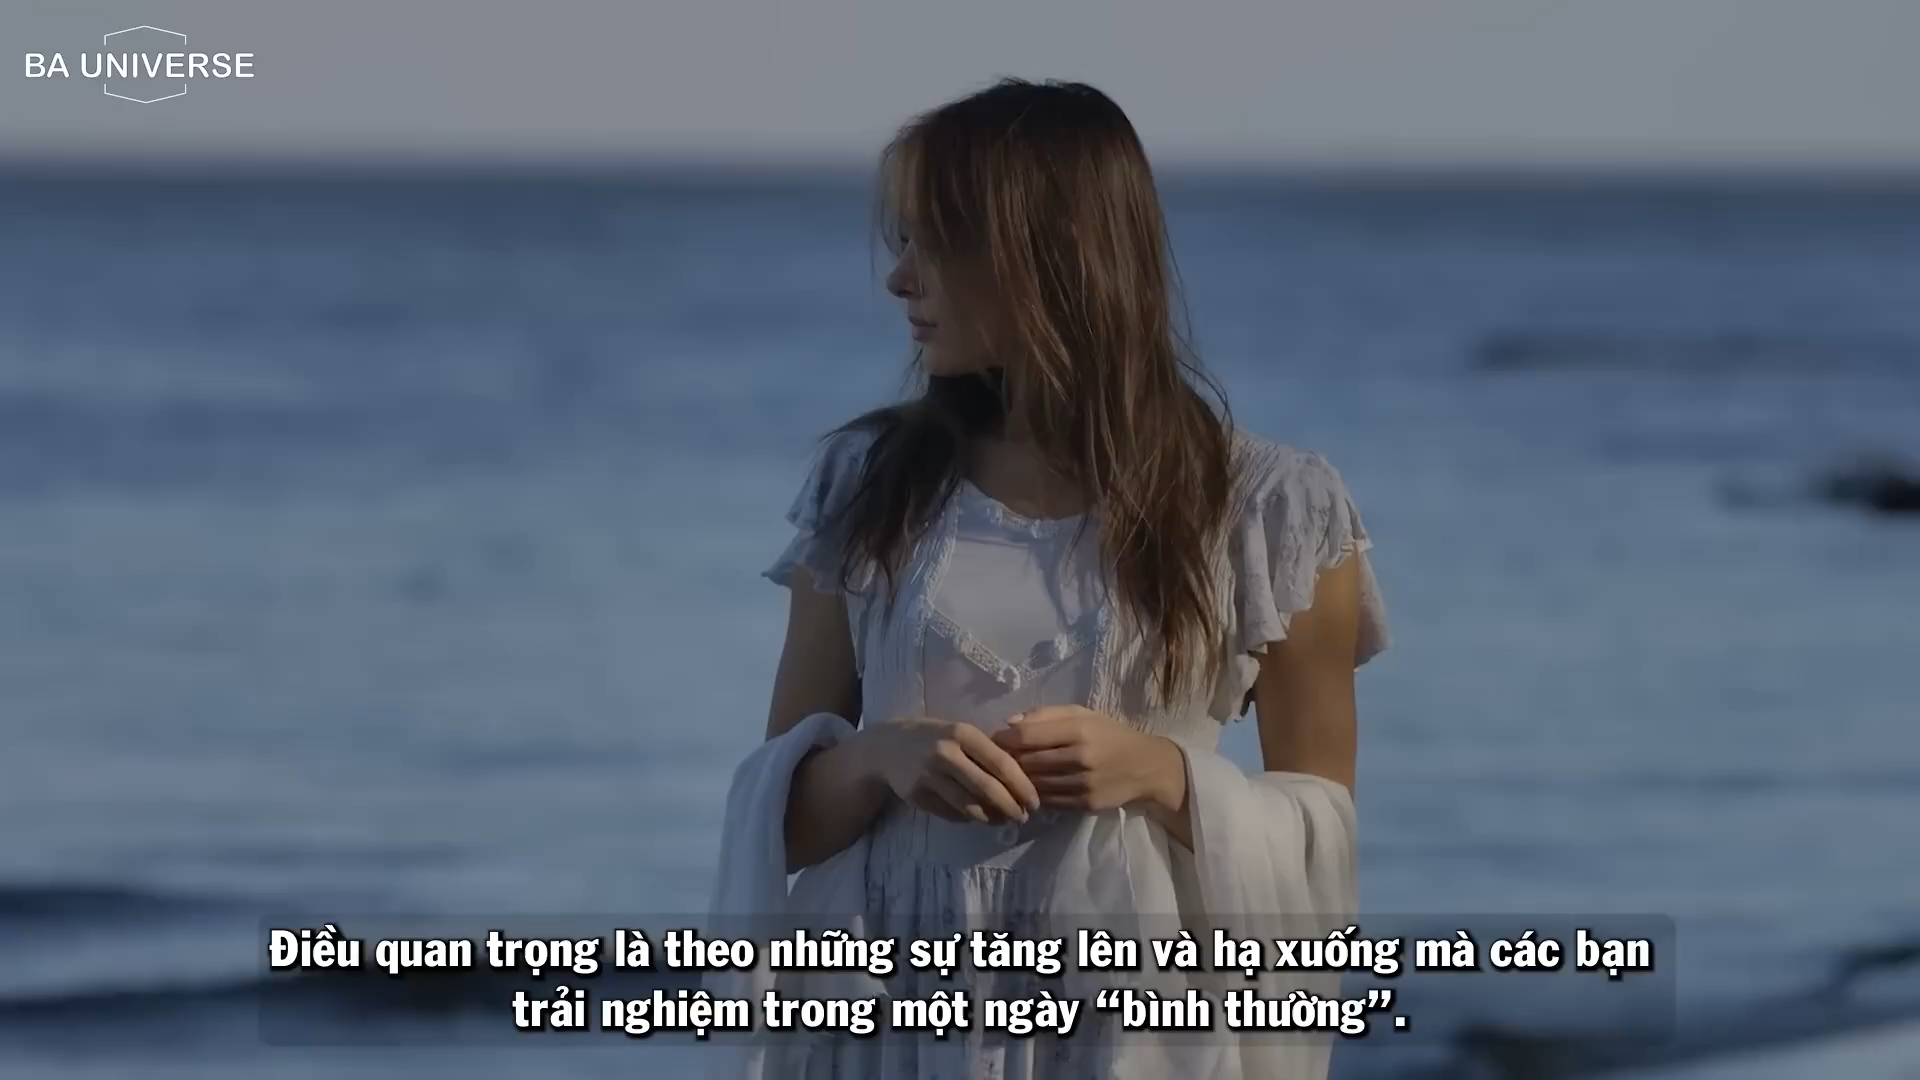 BA UNIVERSE
Điều quan trọng là theo những sự tăng lên và hạ xuống mà các bạn
trải nghiệm trong một ngày “bình thường”.